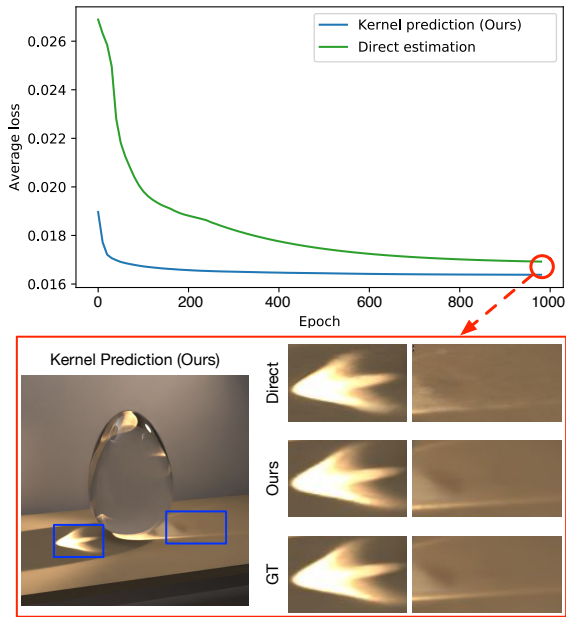 Kernel prediction (Ours)
Direct estimation
Average loss
0.026
0.024
0.022
0.020
0.018
0.016
0
200
400
600
800
1000
Epoch
Kernel Prediction (Ours)
Direct
Ours
GT